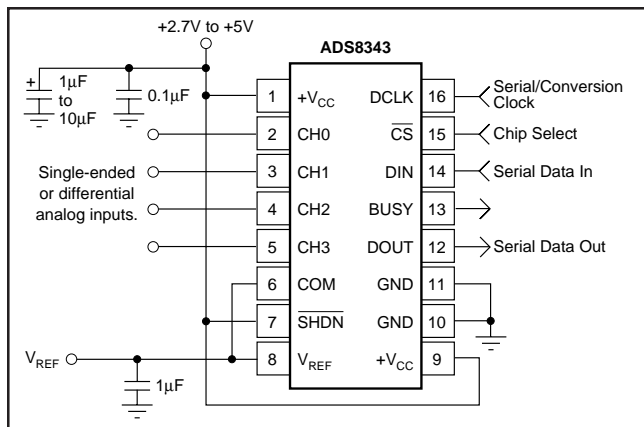 +2.7V to +5V
ADS8343
+
1µF
to
10µF
0.1µF
1 +VCC DCLK 16 Serial/Conversion
Clock
2 CH0 C̅S̅ 15 Chip Select
Single-ended
or differential
analog inputs.
3 CH1 DIN 14 Serial Data In
4 CH2 BUSY 13
5 CH3 DOUT 12 Serial Data Out
6 COM GND 11
7 S̅H̅D̅N̅ GND 10
VREF 8 VREF +VCC 9
1µF